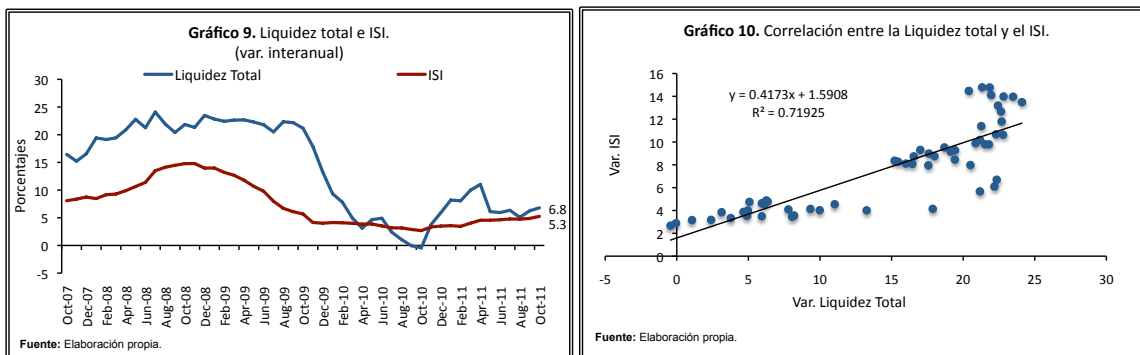 Gráfico 9. Liquidez total e ISI.
(var. interanual)
Liquidez Total
ISI
Porcentajes
30
25
20
15
10
5
0
-5
6.8
5.3
Oct-07
Dec-07
Feb-08
Apr-08
Jun-08
Aug-08
Oct-08
Dec-08
Feb-09
Apr-09
Jun-09
Aug-09
Oct-09
Dec-09
Feb-10
Apr-10
Jun-10
Aug-10
Oct-10
Dec-10
Feb-11
Apr-11
Jun-11
Aug-11
Oct-11
Fuente: Elaboración propia.
Gráfico 10. Correlación entre la Liquidez total y el ISI.
y = 0.4173x + 1.5908
R² = 0.71925
Var. ISI
16
14
12
10
8
6
4
2
0
-5 0 5 10 15 20 25 30
Var. Liquidez Total
Fuente: Elaboración propia.